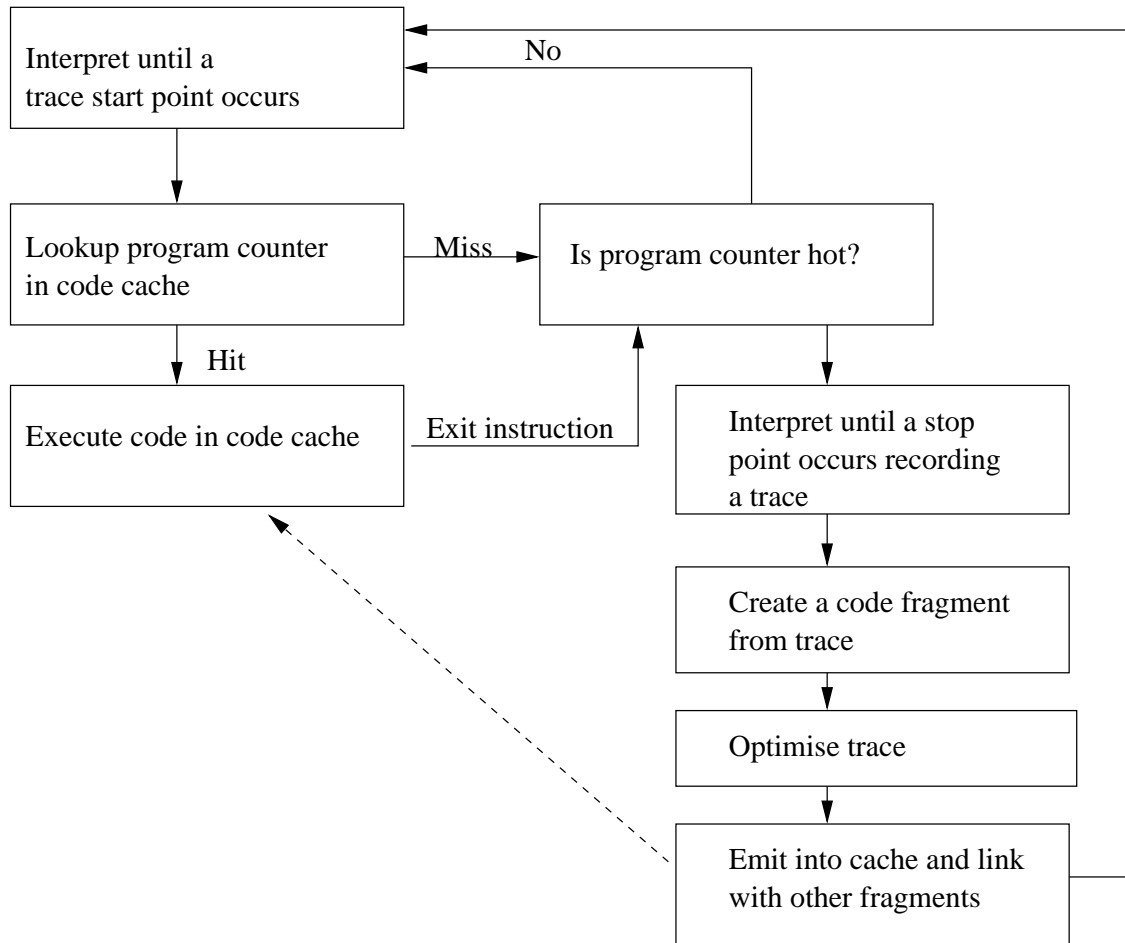 Interpret until a
trace start point occurs
No
Lookup program counter
in code cache
Miss
Is program counter hot?
Hit
Execute code in code cache
Exit instruction
Interpret until a stop
point occurs recording
a trace
Create a code fragment
from trace
Optimise trace
Emit into cache and link
with other fragments